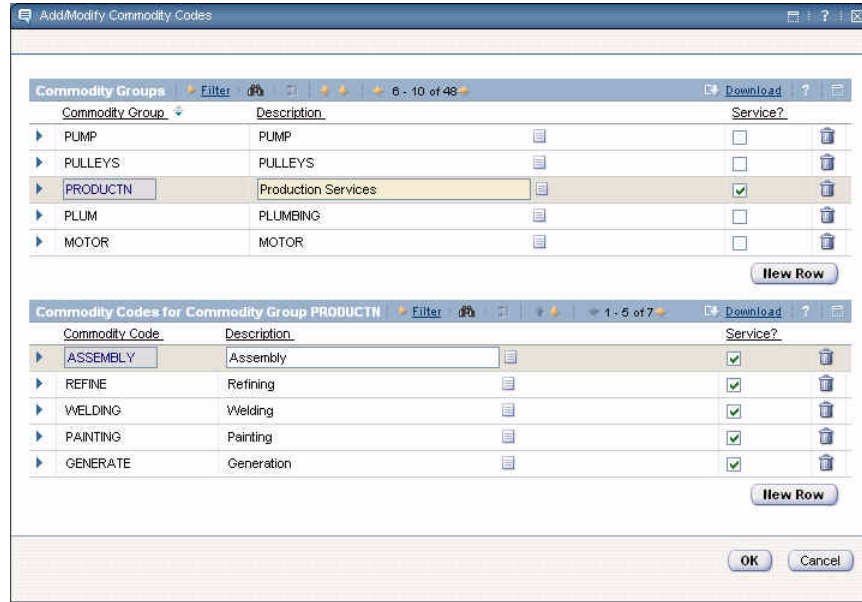 Add/Modify Commodity Codes ?
Commodity Groups Filter 6 - 10 of 48 Download ?
Commodity Group Description Service?
PUMP PUMP
PULLEYS PULLEYS
PRODUCTN Production Services
PLUM PLUMBING
MOTOR MOTOR
New Row
Commodity Codes for Commodity Group PRODUCTN Filter 1 - 5 of 7 Download ?
Commodity Code Description Service?
ASSEMBLY Assembly
REFINE Refining
WELDING Welding
PAINTING Painting
GENERATE Generation
New Row
OK Cancel